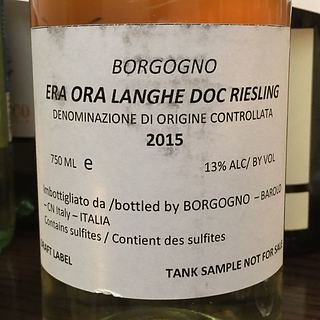 BORGOGNO
ERA ORA LANGHE DOC RIESLING
DENOMINAZIONE DI ORIGINE CONTROLLATA
2015
750 ML e 13% ALC/ BY VOL
Imbottigliato da /bottled by BORGOGNO – BAROLO
– CN Italy – ITALIA
Contains sulfites / Contient des sulfites
LABEL
TANK SAMPLE NOT FOR SALE